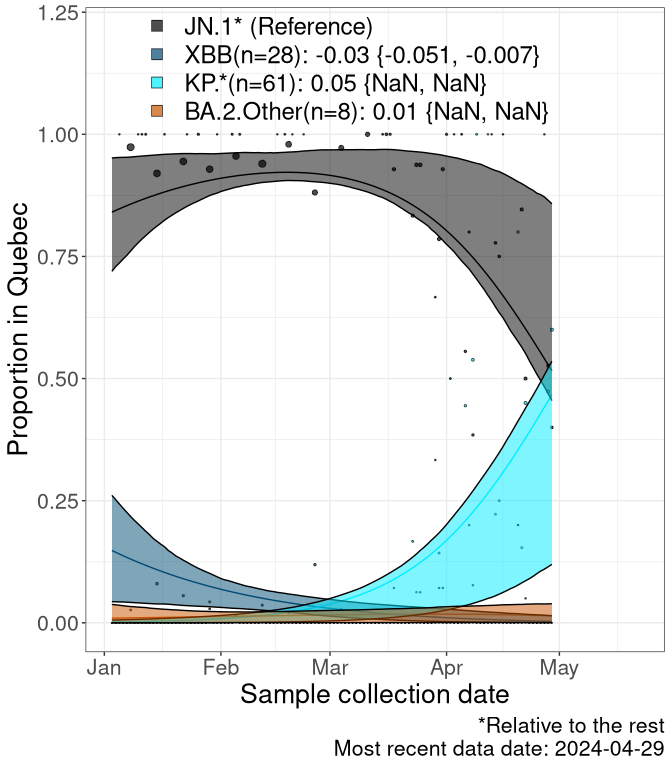 1.25
JN.1* (Reference)
XBB(n=28): -0.03 {-0.051, -0.007}
KP.*(n=61): 0.05 {NaN, NaN}
BA.2.Other(n=8): 0.01 {NaN, NaN}
1.00
0.75
0.50
0.25
0.00
Proportion in Quebec
Jan Feb Mar Apr May
Sample collection date
*Relative to the rest
Most recent data date: 2024-04-29